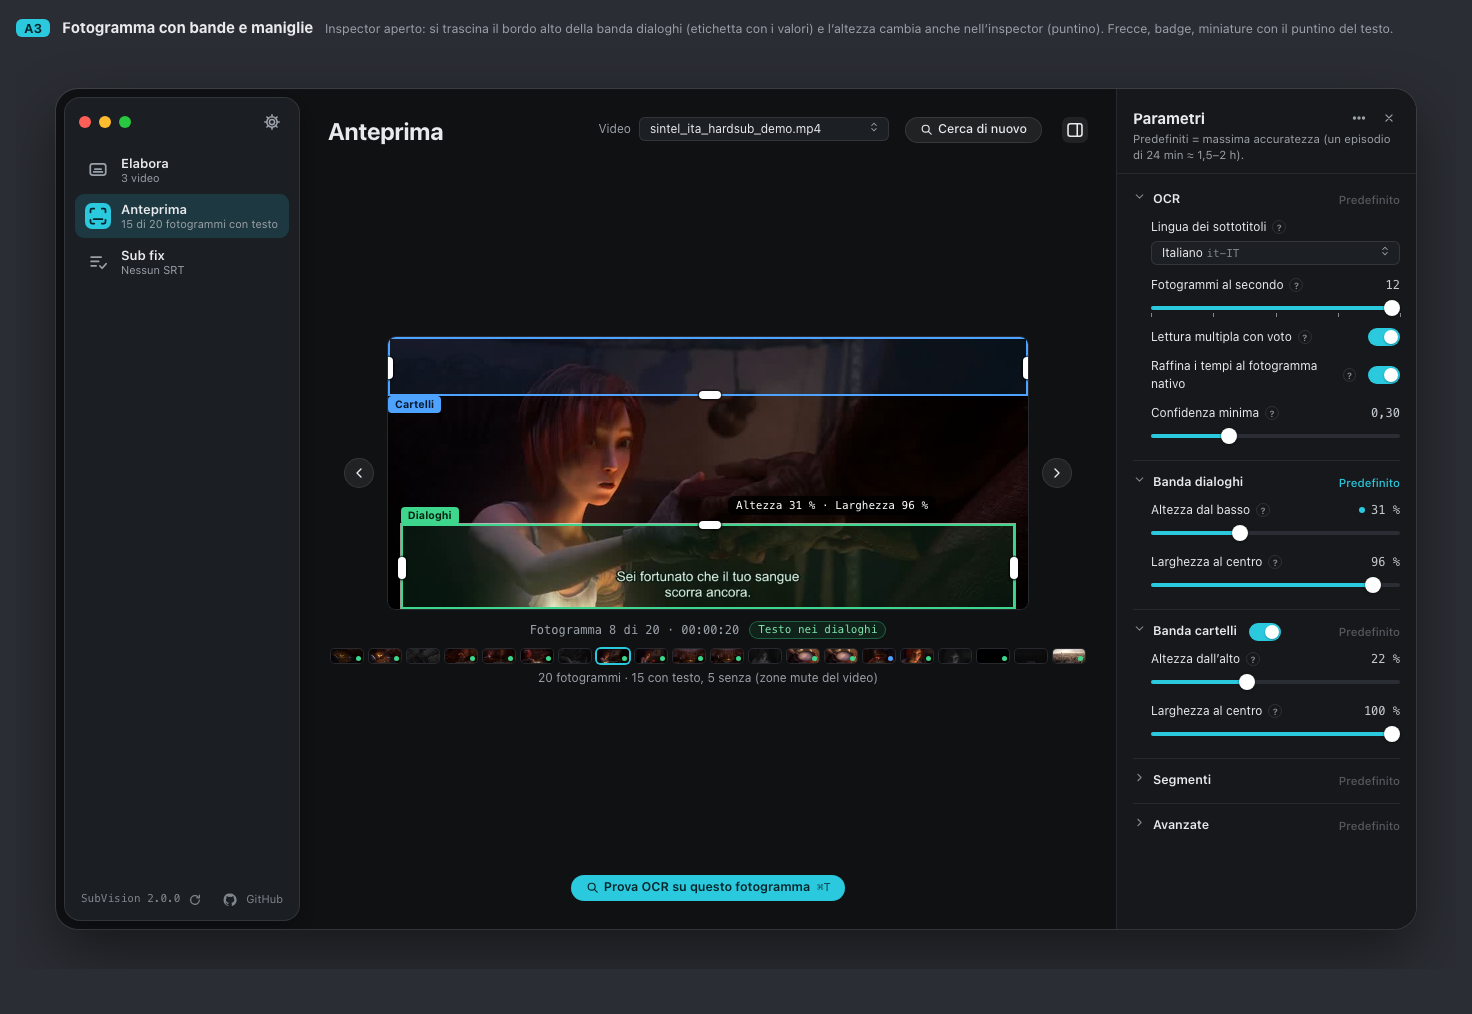 A3 Fotogramma con bande e maniglie Inspector aperto: si trascina il bordo alto della banda dialoghi (etichetta con i valori) e l'altezza cambia anche nell'inspector (puntino). Frecce, badge, miniature con il puntino del testo.
Elabora
3 video
Anteprima
15 di 20 fotogrammi con testo
Sub fix
Nessun SRT
SubVision 2.0.0 GitHub
Anteprima
Video sintel_ita_hardsub_demo.mp4 Cerca di nuovo
Cartelli
Altezza 31 % · Larghezza 96 %
Dialoghi
Sei fortunato che il tuo sangue
scorra ancora.
Fotogramma 8 di 20 · 00:00:20 Testo nei dialoghi
20 fotogrammi · 15 con testo, 5 senza (zone mute del video)
Prova OCR su questo fotogramma ⌘T
Parametri
Predefiniti = massima accuratezza (un episodio
di 24 min ≈ 1,5–2 h).
OCR Predefinito
Lingua dei sottotitoli ?
Italiano it-IT
Fotogrammi al secondo ? 12
Lettura multipla con voto ?
Raffina i tempi al fotogramma
nativo ?
Confidenza minima ? 0,30
Banda dialoghi Predefinito
Altezza dal basso ? 31 %
Larghezza al centro ? 96 %
Banda cartelli Predefinito
Altezza dall'alto ? 22 %
Larghezza al centro ? 100 %
Segmenti Predefinito
Avanzate Predefinito